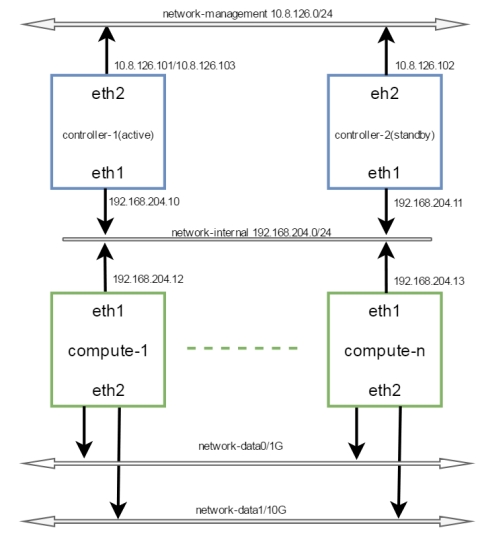 network-management 10.8.126.0/24
10.8.126.101/10.8.126.103
10.8.126.102
eth2
eh2
controller-1(active)
controller-2(standby)
eth1
eth1
192.168.204.10
192.168.204.11
network-internal 192.168.204.0/24
192.168.204.12
192.168.204.13
eth1
eth1
compute-1
compute-n
eth2
eth2
network-data0/1G
network-data1/10G